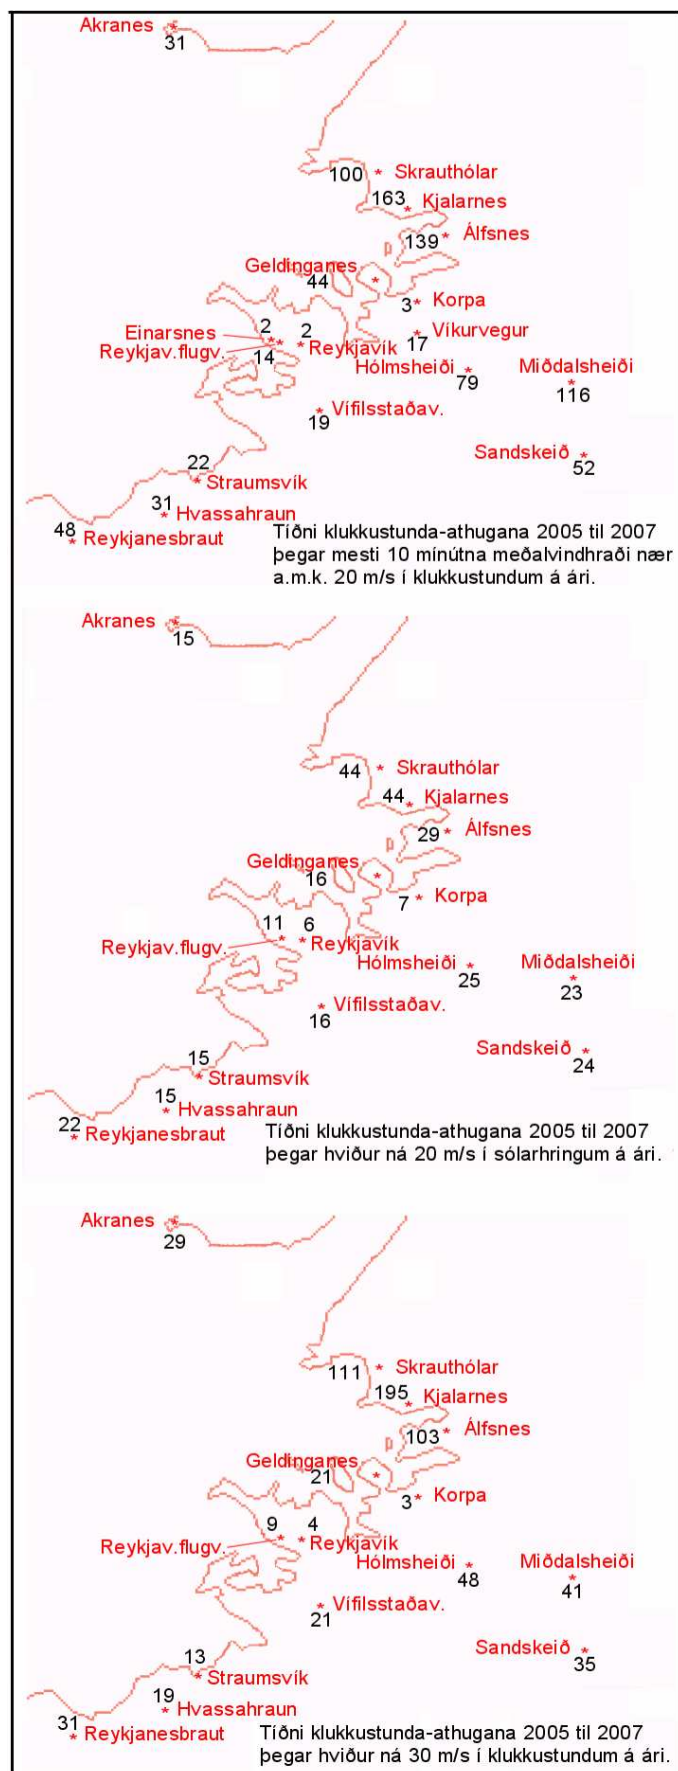 Akranes
31
100
Skrauthólar
163
Kjalarnes
139
Álfsnes
Geldinganes
44
3
Korpa
Einarsnes
2
2
17
Víkurvegur
Reykjav.flugv.
14
Reykjavík
Hólmsheiði
79
Miðdalsheiði
116
Vífilsstaðav.
19
Sandskeið
52
22
Straumsvík
31
Hvassahraun
48
Reykjanesbraut
Tíðni klukkustunda-athugana 2005 til 2007
þegar mesti 10 mínútna meðalvindhraði nær
a.m.k. 20 m/s í klukkustundum á ári.
Akranes
15
44
Skrauthólar
44
Kjalarnes
29
Álfsnes
Geldinganes
16
7
Korpa
11
6
Reykjav.flugv.
Reykjavík
Hólmsheiði
25
Miðdalsheiði
23
Vífilsstaðav.
16
Sandskeið
24
15
Straumsvík
15
Hvassahraun
22
Reykjanesbraut
Tíðni klukkustunda-athugana 2005 til 2007
þegar hviður ná 20 m/s í sólarhringum á ári.
Akranes
29
111
Skrauthólar
195
Kjalarnes
103
Álfsnes
Geldinganes
21
3
Korpa
9
4
Reykjav.flugv.
Reykjavík
Hólmsheiði
48
Miðdalsheiði
41
Vífilsstaðav.
21
Sandskeið
35
13
Straumsvík
19
Hvassahraun
31
Reykjanesbraut
Tíðni klukkustunda-athugana 2005 til 2007
þegar hviður ná 30 m/s í klukkustundum á ári.